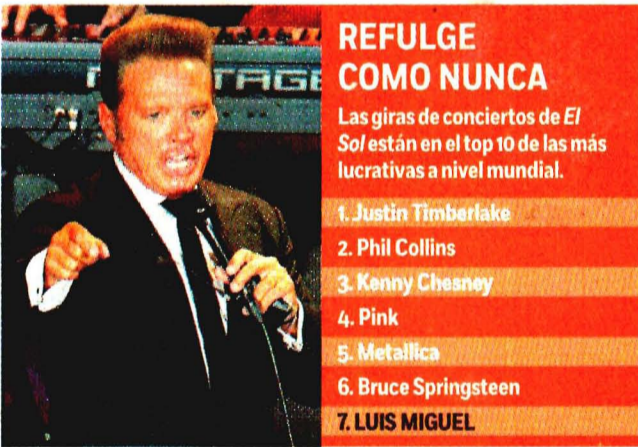 TAGE
REFULGE
COMO NUNCA
Las giras de conciertos de El
Sol están en el top 10 de las más
lucrativas a nivel mundial.
1. Justin Timberlake
2. Phil Collins
3. Kenny Chesney
4. Pink
5. Metallica
6. Bruce Springsteen
7. LUIS MIGUEL